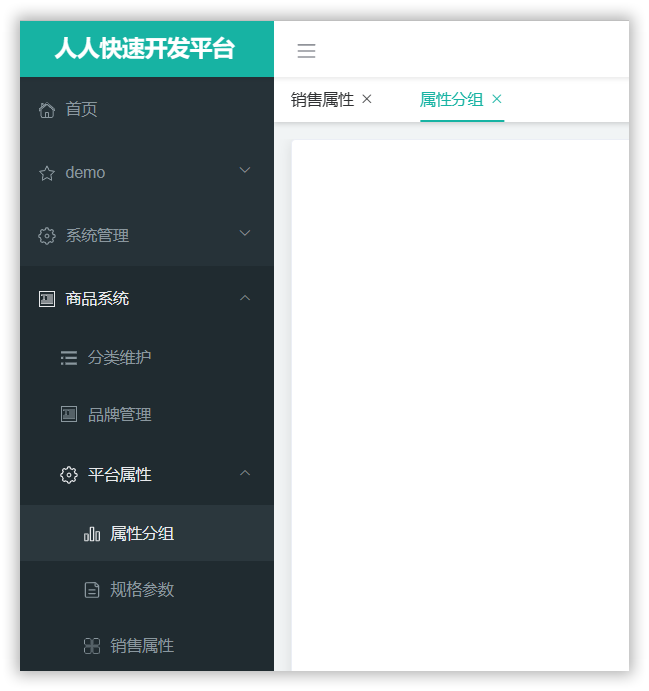 人人快速开发平台
销售属性
属性分组
首页
demo
系统管理
商品系统
分类维护
品牌管理
平台属性
属性分组
规格参数
销售属性